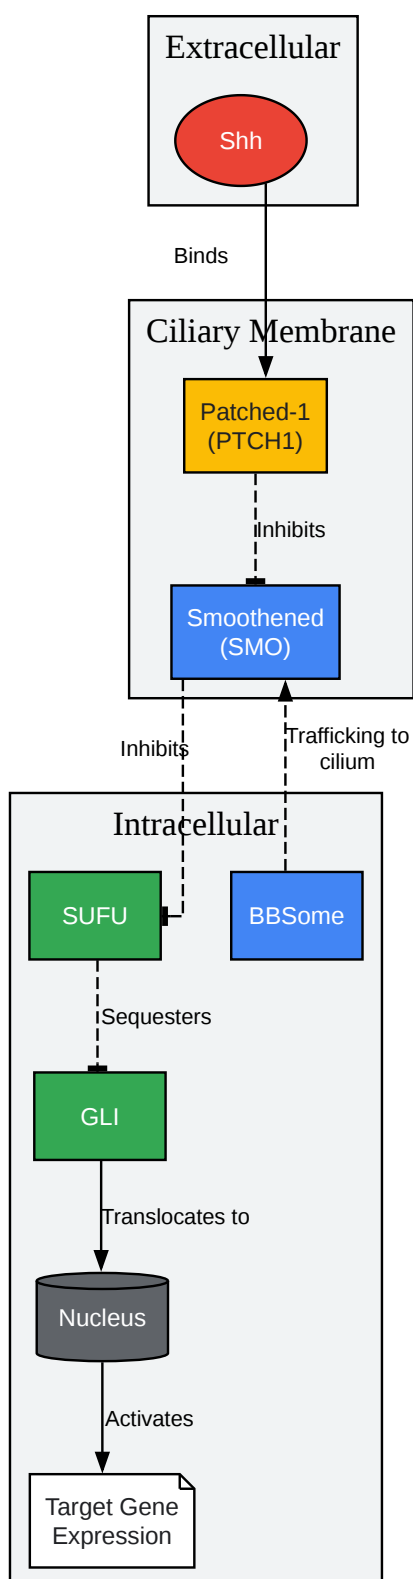 Extracellular
Shh
Binds
Ciliary Membrane
Patched-1
(PTCH1)
Inhibits
Smoothened
(SMO)
Inhibits
Trafficking to
cilium
Intracellular
SUFU
BBSome
Sequesters
GLI
Translocates to
Nucleus
Activates
Target Gene
Expression